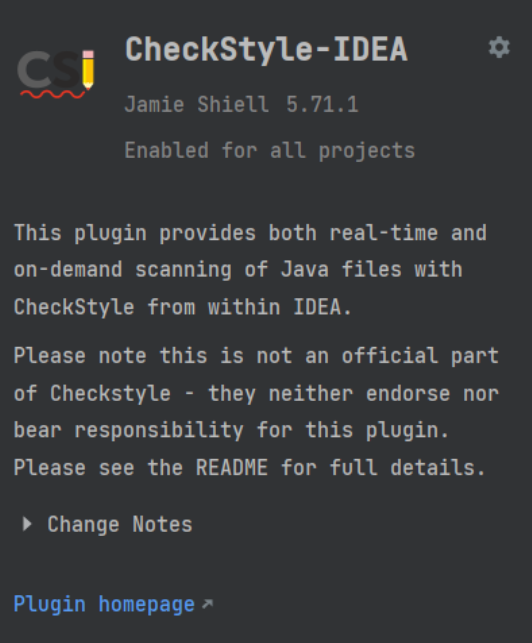 CSi
CheckStyle-IDEA
Jamie Shiell 5.71.1
Enabled for all projects
This plugin provides both real-time and
on-demand scanning of Java files with
CheckStyle from within IDEA.
Please note this is not an official part
of Checkstyle - they neither endorse nor
bear responsibility for this plugin.
Please see the README for full details.
Change Notes
Plugin homepage